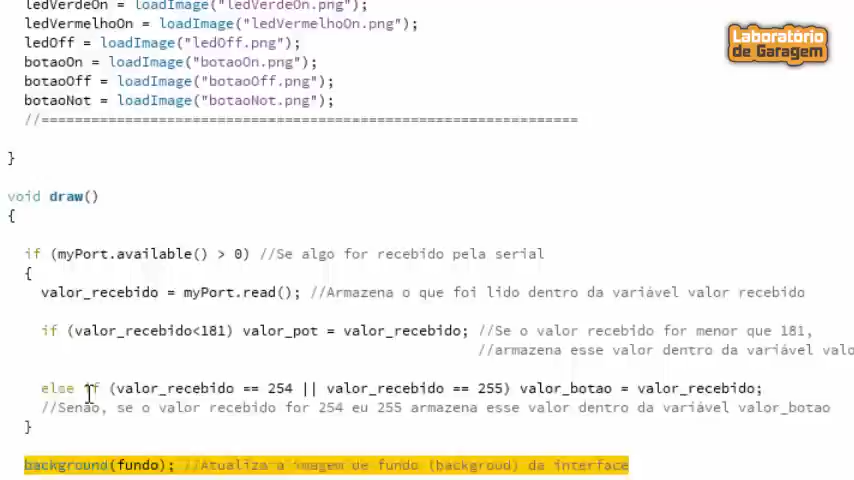 ledVerdeOn = loadImage("ledVerdeOn.png");
ledVermelhoOn = loadImage("ledVermelhoOn.png");
ledOff = loadImage("ledOff.png");
botaoOn = loadImage("botaoOn.png");
botaoOff = loadImage("botaoOff.png");
botaoNot = loadImage("botaoNot.png");
//================================================================
}
void draw()
{
if (myPort.available() > 0) //Se algo for recebido pela serial
{
valor_recebido = myPort.read(); //Armazena o que foi lido dentro da variável valor recebido
if (valor_recebido<181) valor_pot = valor_recebido; //Se o valor recebido for menor que 181,
//armazena esse valor dentro da variável valo
else if (valor_recebido == 254 || valor_recebido == 255) valor_botao = valor_recebido;
//Senão, se o valor recebido for 254 eu 255 armazena esse valor dentro da variável valor_botao
}
background(fundo); //Atualiza a imagem de fundo (backgroud) da interface
Laboratório
de Garagem